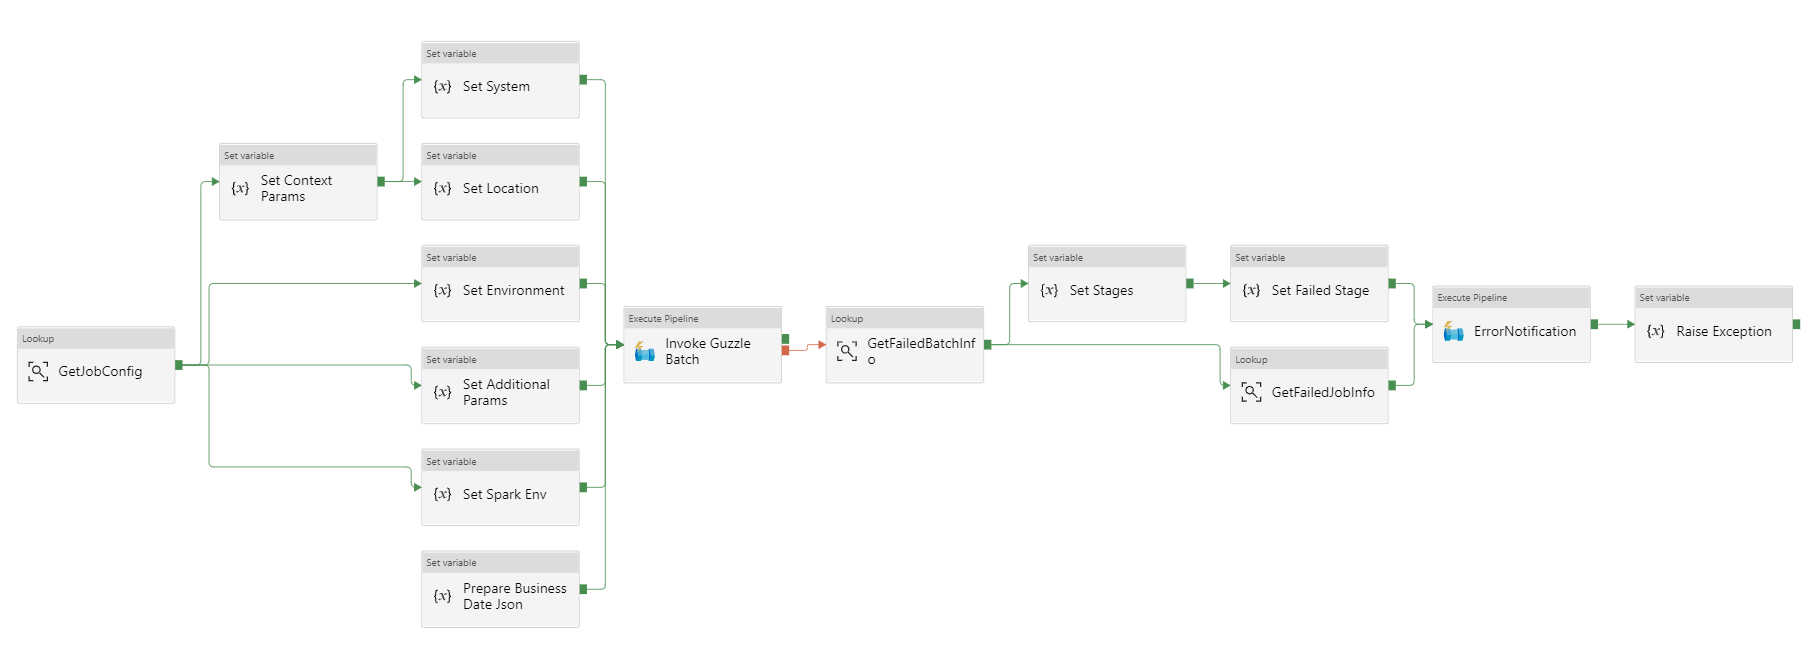 Set variable
{x} Set System
Set variable
{x} Set Context
Params
Set variable
{x} Set Location
Set variable
{x} Set Environment
Lookup
GetJobConfig
Set variable
{x} Set Additional
Params
Set variable
{x} Set Spark Env
Set variable
{x} Prepare Business
Date Json
Execute Pipeline
Invoke Guzzle
Batch
Lookup
GetFailedBatchInf
o
Set variable
{x} Set Stages
Set variable
{x} Set Failed Stage
Lookup
GetFailedJobInfo
Execute Pipeline
ErrorNotification
Set variable
{x} Raise Exception